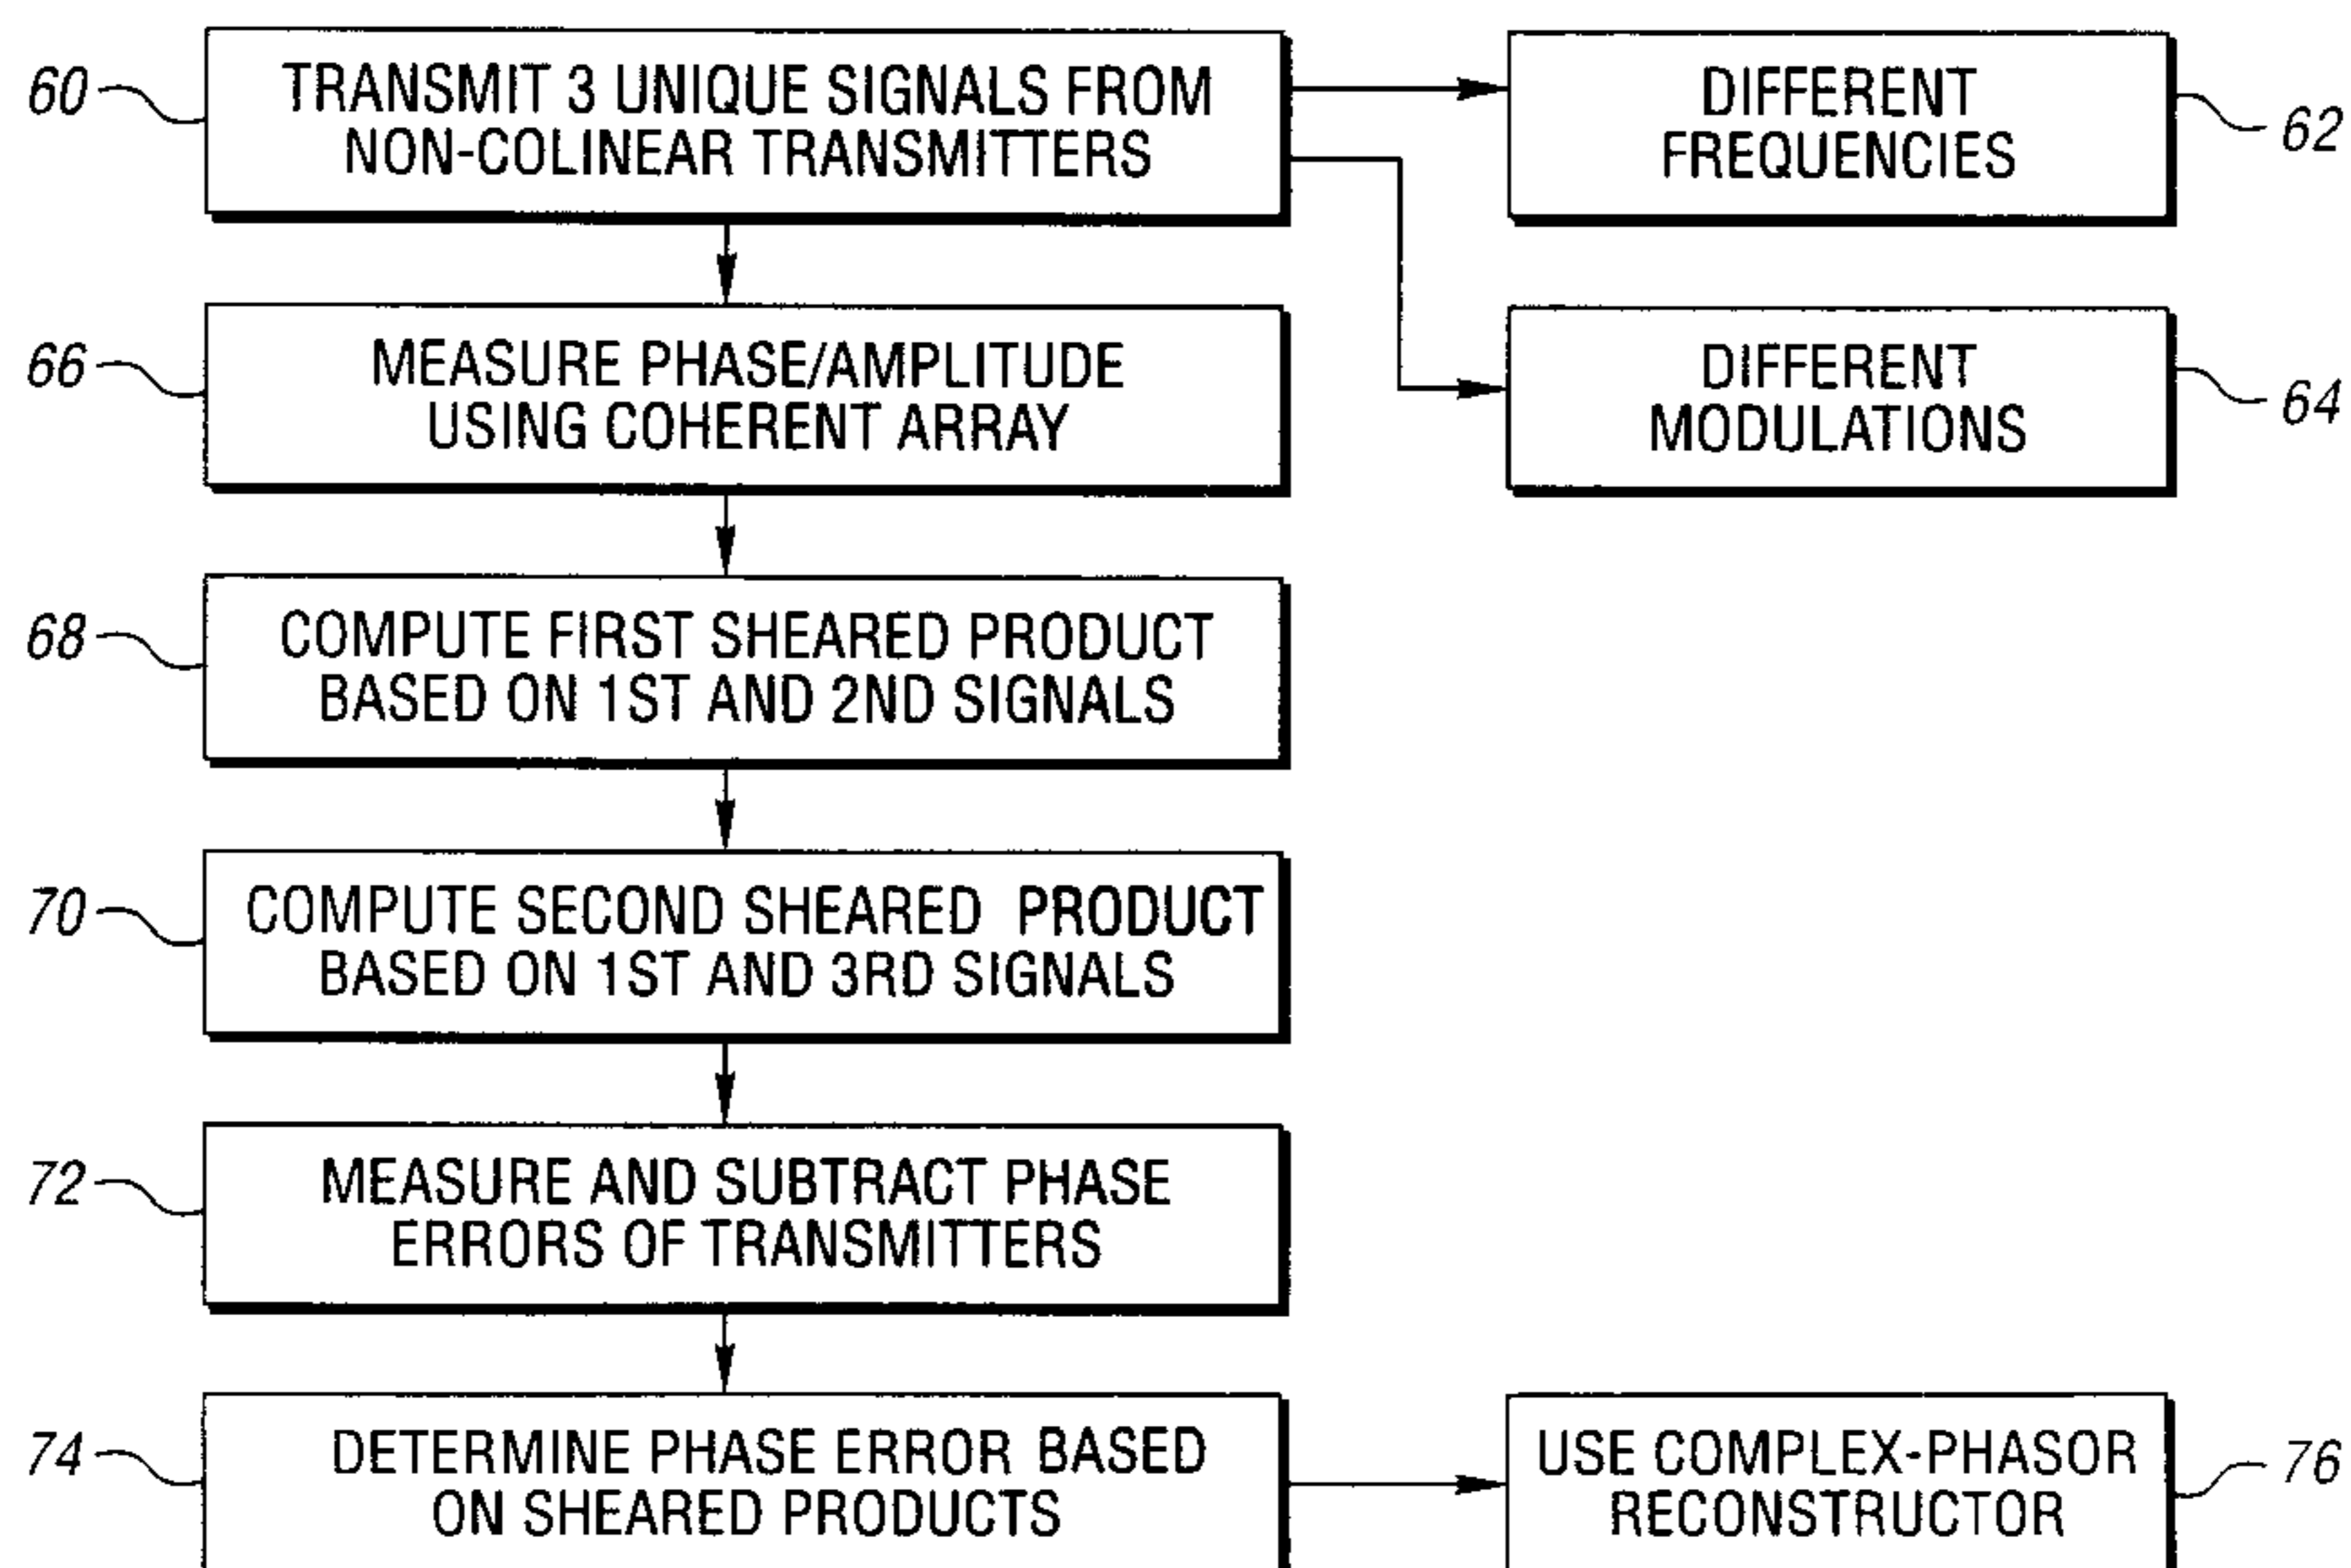 60
TRANSMIT 3 UNIQUE SIGNALS FROM
NON-COLINEAR TRANSMITTERS
DIFFERENT
FREQUENCIES
62
66
MEASURE PHASE/AMPLITUDE
USING COHERENT ARRAY
DIFFERENT
MODULATIONS
64
68
COMPUTE FIRST SHEARED PRODUCT
BASED ON 1ST AND 2ND SIGNALS
70
COMPUTE SECOND SHEARED PRODUCT
BASED ON 1ST AND 3RD SIGNALS
72
MEASURE AND SUBTRACT PHASE
ERRORS OF TRANSMITTERS
74
DETERMINE PHASE ERROR BASED
ON SHEARED PRODUCTS
USE COMPLEX-PHASOR
RECONSTRUCTOR
76